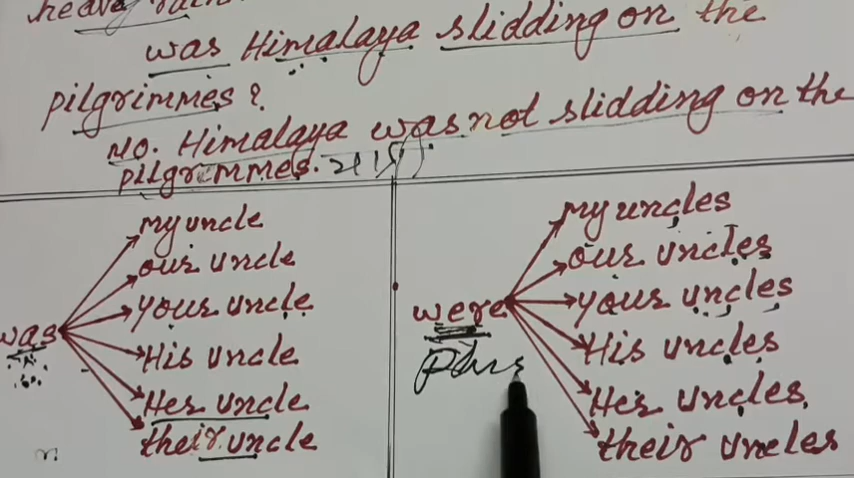 heavy rain
was Himalaya slidding on the
pilgrimmes?
No. Himalaya was not slidding on the
pilgrimmes.
was
my uncle
our uncle
your uncle
His uncle
Her uncle
their uncle
were
my uncles
our uncles
your uncles
His uncles
Her uncles
their uncles